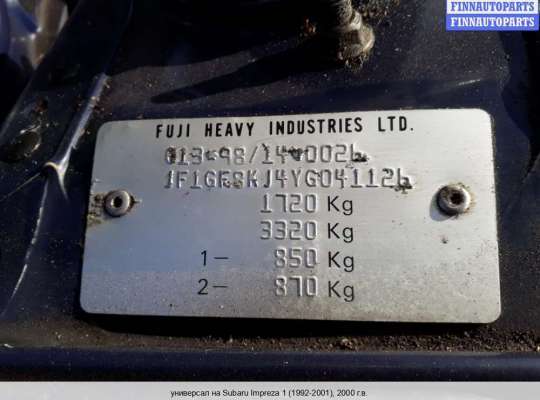 FINNAUTOPARTS
FINNAUTOPARTS
FUJI HEAVY INDUSTRIES LTD.
JF1GF8KJ4YG041126
1720 Kg
3320 Kg
1- 850 Kg
2- 870 Kg
универсал на Subaru Impreza 1 (1992-2001), 2000 г.в.